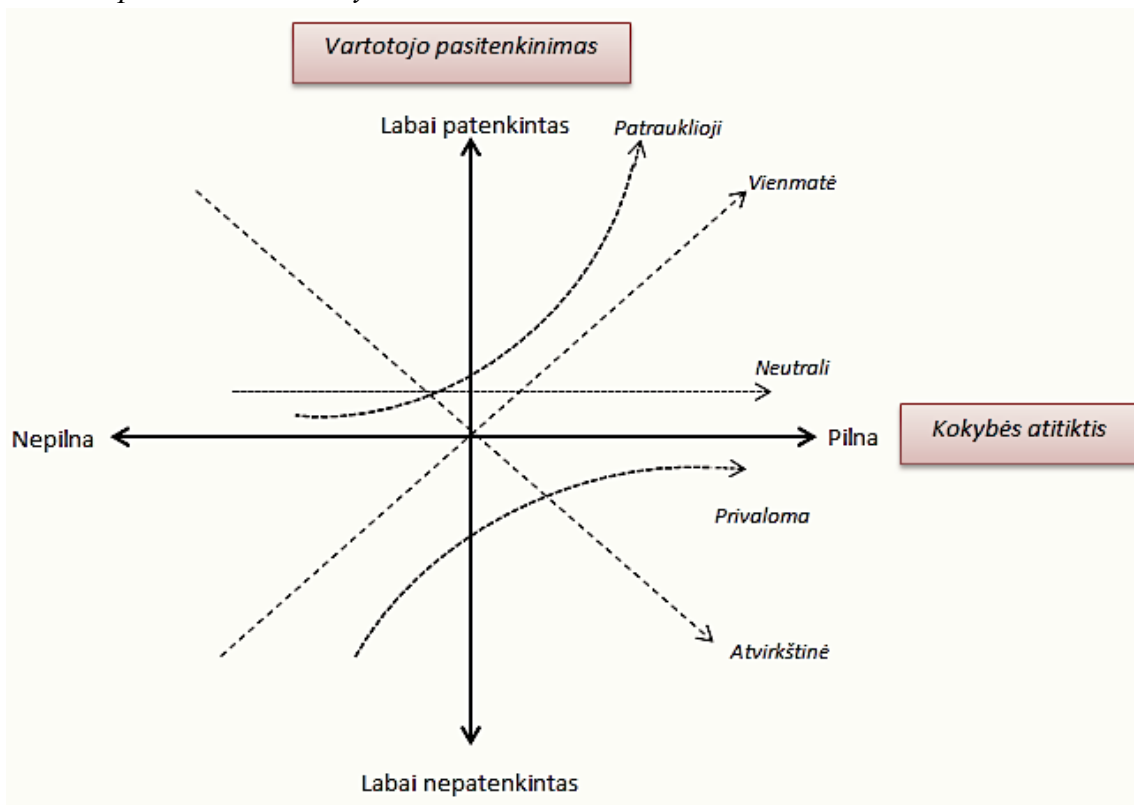 Vartotojo pasitenkinimas
Labai patenkintas
Patrauklioji
Vienmatė
Neutrali
Nepilna
Pilna
Kokybės atitiktis
Privaloma
Atvirkštinė
Labai nepatenkintas